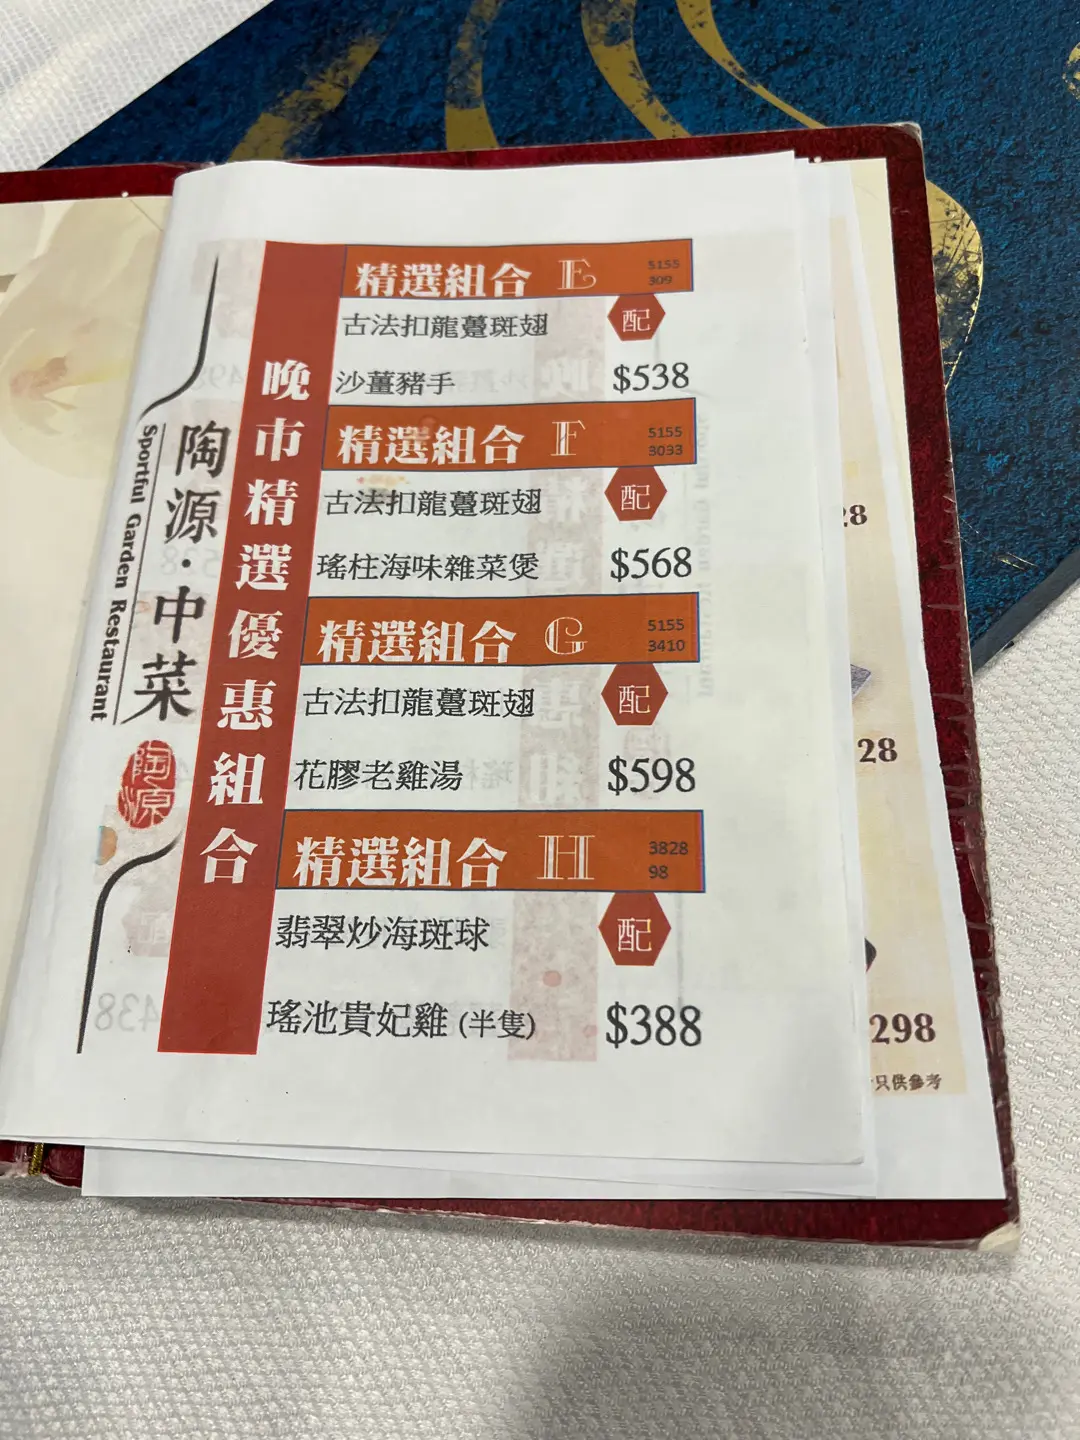 陶源·中菜
Sportful Garden Restaurant
陶源
晚市精選優惠組合
精選組合 E
5155
309
古法扣龍躉斑翅
配
沙薑豬手
$538
精選組合 F
5155
3033
古法扣龍躉斑翅
配
瑤柱海味雜菜煲
$568
精選組合 G
5155
3410
古法扣龍躉斑翅
配
花膠老雞湯
$598
精選組合 H
3828
98
翡翠炒海斑球
配
瑤池貴妃雞 (半隻)
$388
28
28
298
只供參考